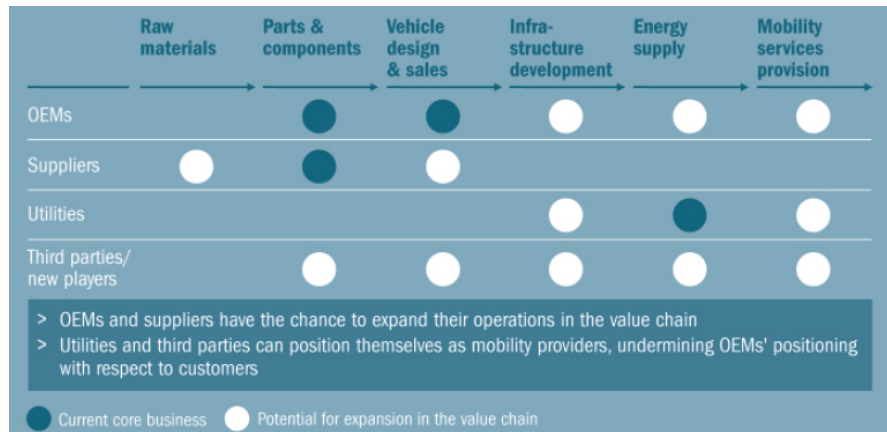 Raw materials
Parts & components
Vehicle design & sales
Infra-structure development
Energy supply
Mobility services provision
OEMs
Suppliers
Utilities
Third parties/
new players
> OEMs and suppliers have the chance to expand their operations in the value chain
> Utilities and third parties can position themselves as mobility providers, undermining OEMs' positioning
with respect to customers
Current core business
Potential for expansion in the value chain